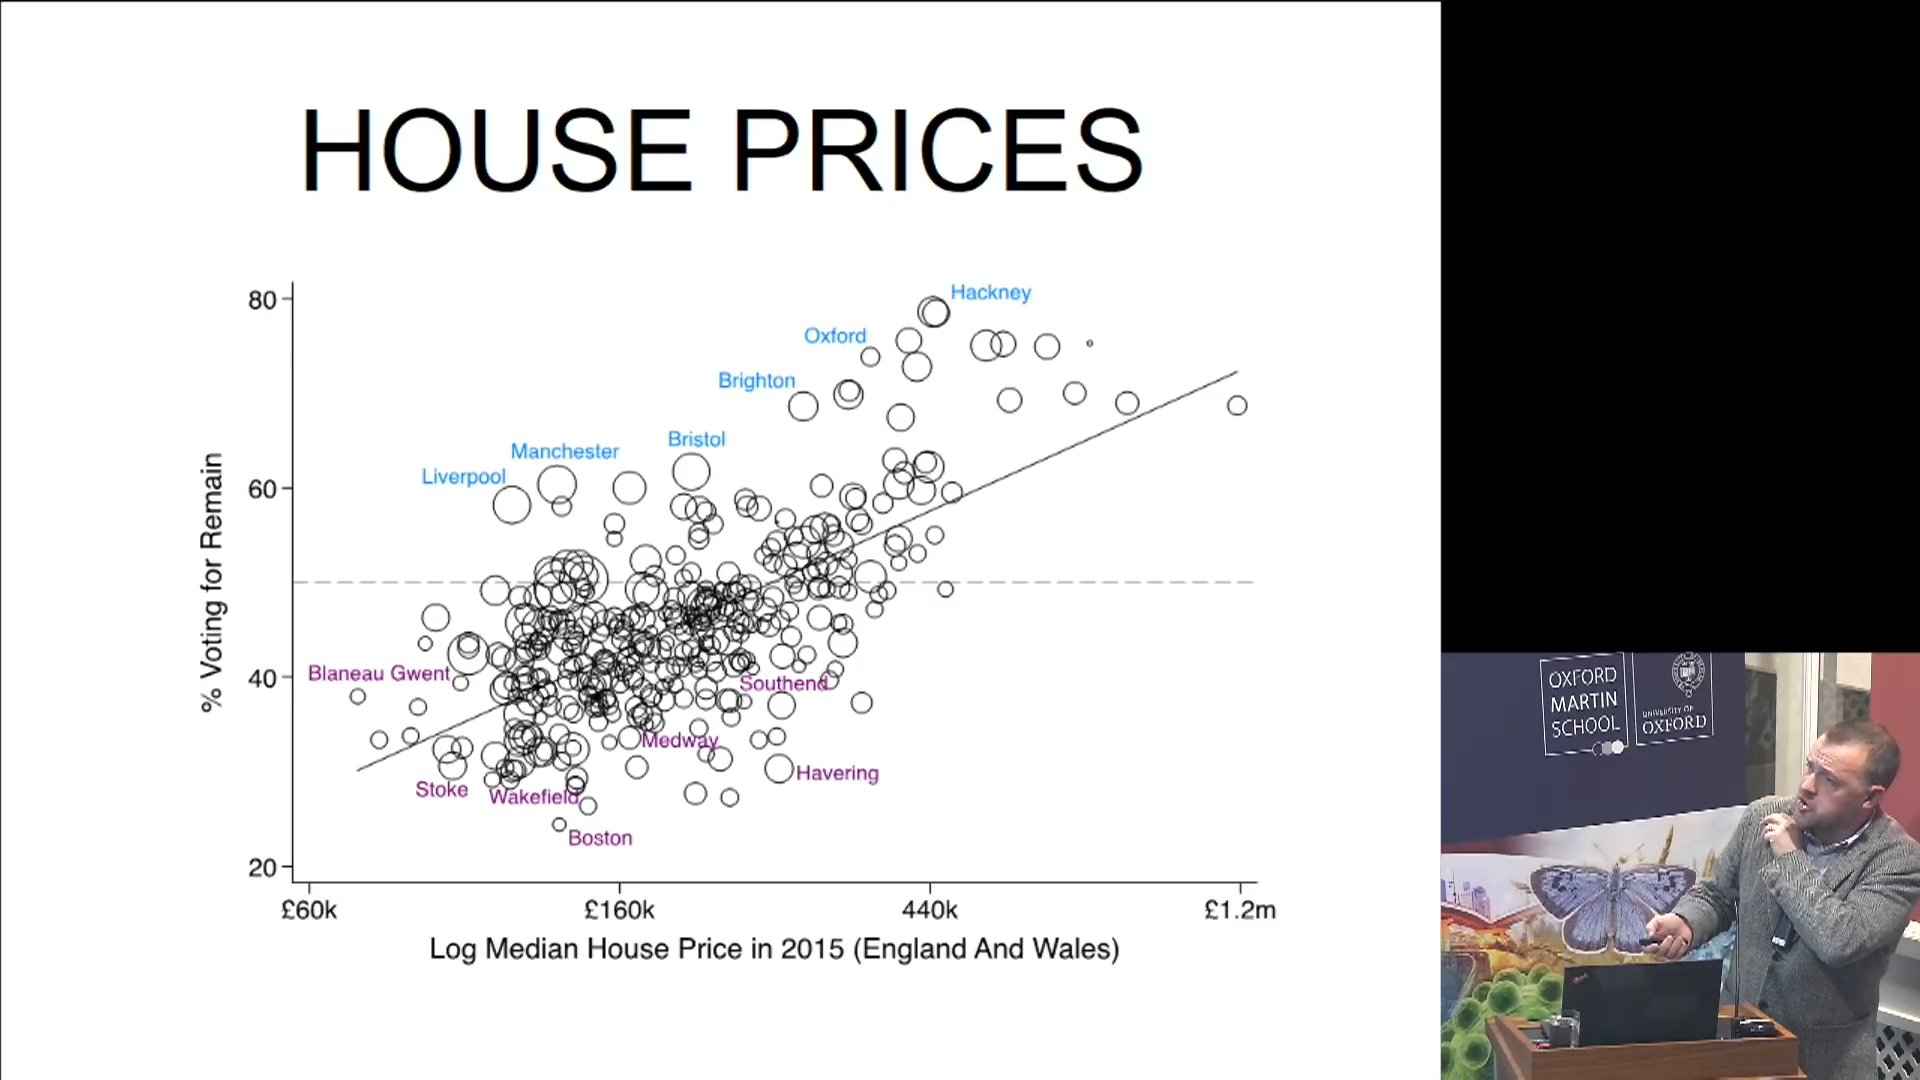 HOUSE PRICES
80
60
40
20
% Voting for Remain
Hackney
Oxford
Brighton
Bristol
Manchester
Liverpool
Blaneau Gwent
Southend
Medway
Havering
Stoke
Wakefield
Boston
£60k
£160k
440k
£1.2m
Log Median House Price in 2015 (England And Wales)
OXFORD
MARTIN
SCHOOL
UNIVERSITY OF
OXFORD